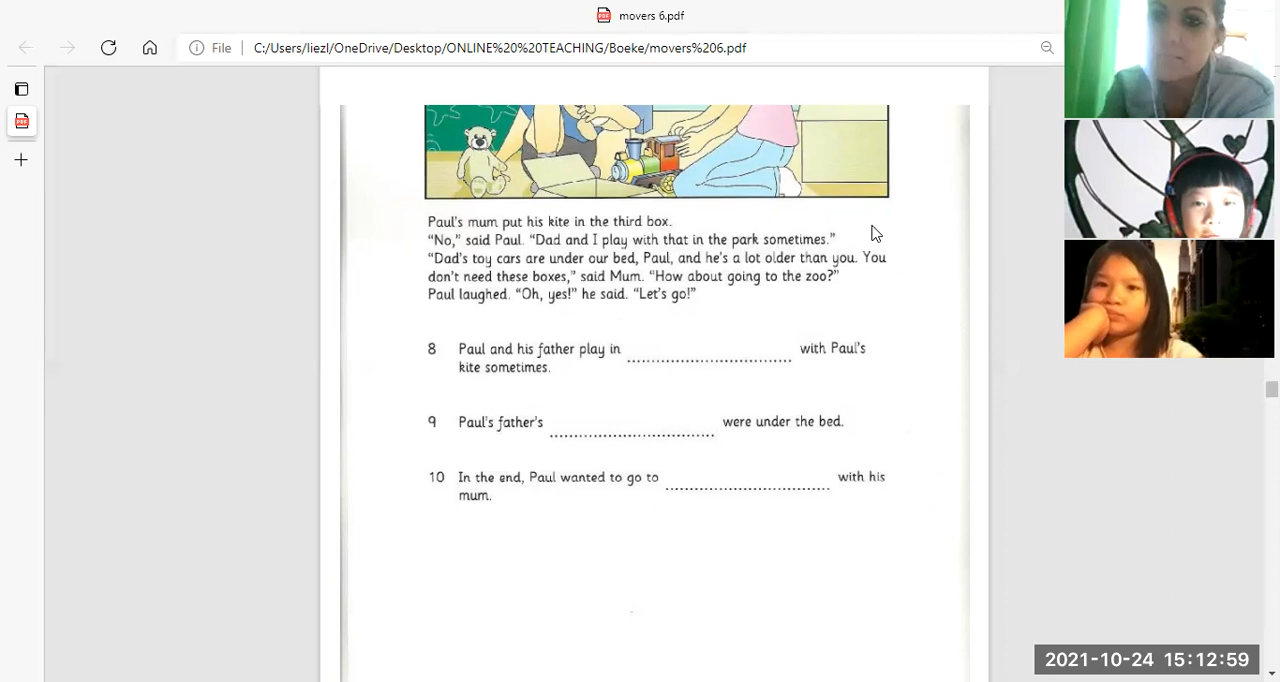 movers 6.pdf
File C:/Users/liezl/OneDrive/Desktop/ONLINE%20%20TEACHING/Boeke/movers%206.pdf
Paul's mum put his kite in the third box.
"No," said Paul. "Dad and I play with that in the park sometimes."
"Dad's toy cars are under our bed, Paul, and he's a lot older than you. You
don't need these boxes," said Mum. "How about going to the zoo?"
Paul laughed. "Oh, yes!" he said. "Let's go!"
8 Paul and his father play in ........................................ with Paul's
kite sometimes.
9 Paul's father's ........................................ were under the bed.
10 In the end, Paul wanted to go to ........................................ with his
mum.
2021-10-24 15:12:59